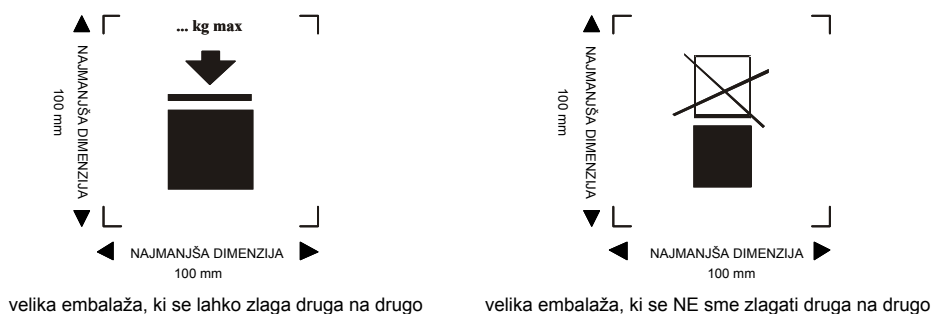 ... kg max
NAJMANJŠA DIMENZIJA
100 mm
NAJMANJŠA DIMENZIJA
100 mm
velika embalaža, ki se lahko zlaga druga na drugo
NAJMANJŠA DIMENZIJA
100 mm
NAJMANJŠA DIMENZIJA
100 mm
velika embalaža, ki se NE sme zlagati druga na drugo